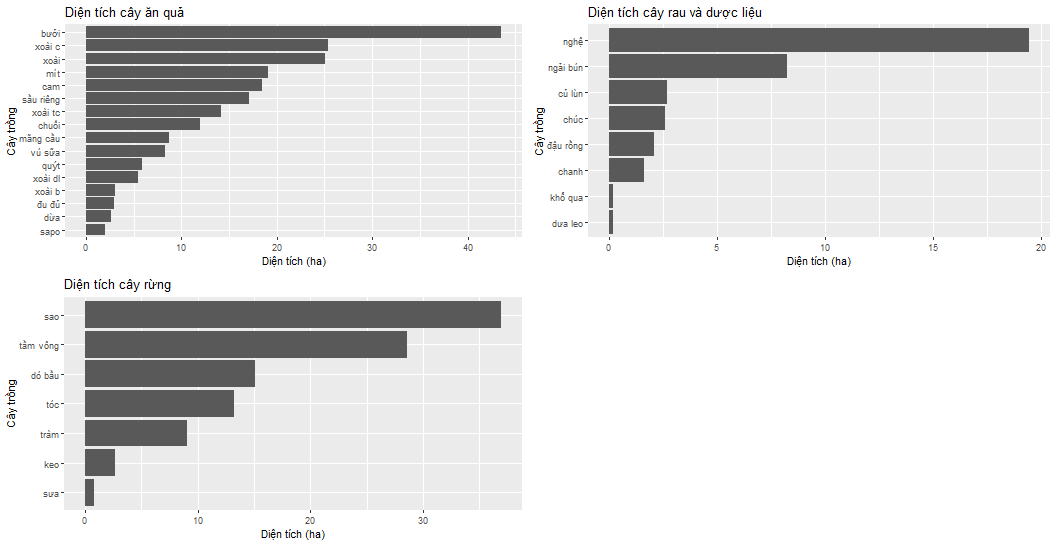 Diện tích cây ăn quả
Cây trồng
bưởi
xoài c
xoài
mít
cam
sầu riêng
xoài tc
chuối
mãng cầu
vú sữa
quýt
xoài dl
xoài b
đu đủ
dừa
sapo
0 10 20 30 40
Diện tích (ha)
Diện tích cây rau và dược liệu
Cây trồng
nghệ
ngải bún
củ lùn
chúc
đậu rồng
chanh
khổ qua
dưa leo
0 5 10 15 20
Diện tích (ha)
Diện tích cây rừng
Cây trồng
sao
tầm vông
dó bầu
tóc
tràm
keo
sưa
0 10 20 30
Diện tích (ha)